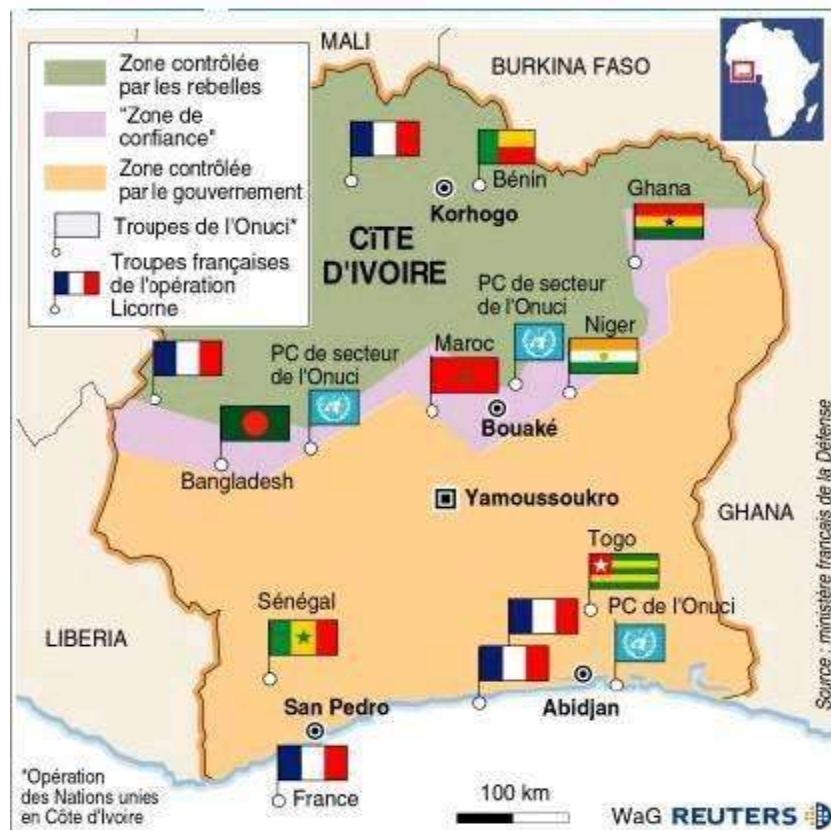 MALI
BURKINA FASO
Zone contrôlée
par les rebelles
"Zone de
confiance"
Zone contrôlée
par le gouvernement
Troupes de l'Onuci*
Troupes françaises
de l'opération
Licorne
Bénin
Korhogo
Ghana
CïTE
D'IVOIRE
PC de secteur
de l'Onuci
Niger
Maroc
PC de secteur
de l'Onuci
Bouaké
Bangladesh
Yamoussoukro
GHANA
Togo
PC de l'Onuci
Sénégal
LIBERIA
San Pedro
Abidjan
France
*Opération
des Nations unies
en Côte d'Ivoire
100 km
WaG REUTERS
Source : ministère français de la Défense